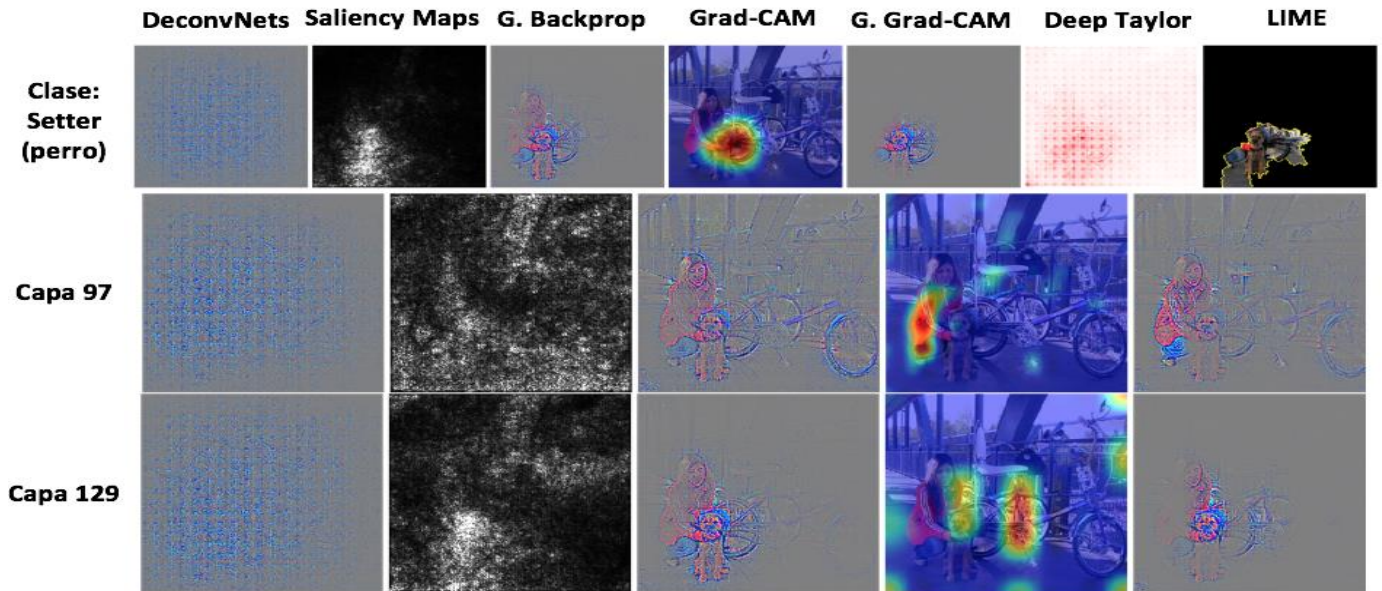 DeconvNets Saliency Maps G. Backprop Grad-CAM G. Grad-CAM Deep Taylor LIME
Clase:
Setter
(perro)
Capa 97
Capa 129